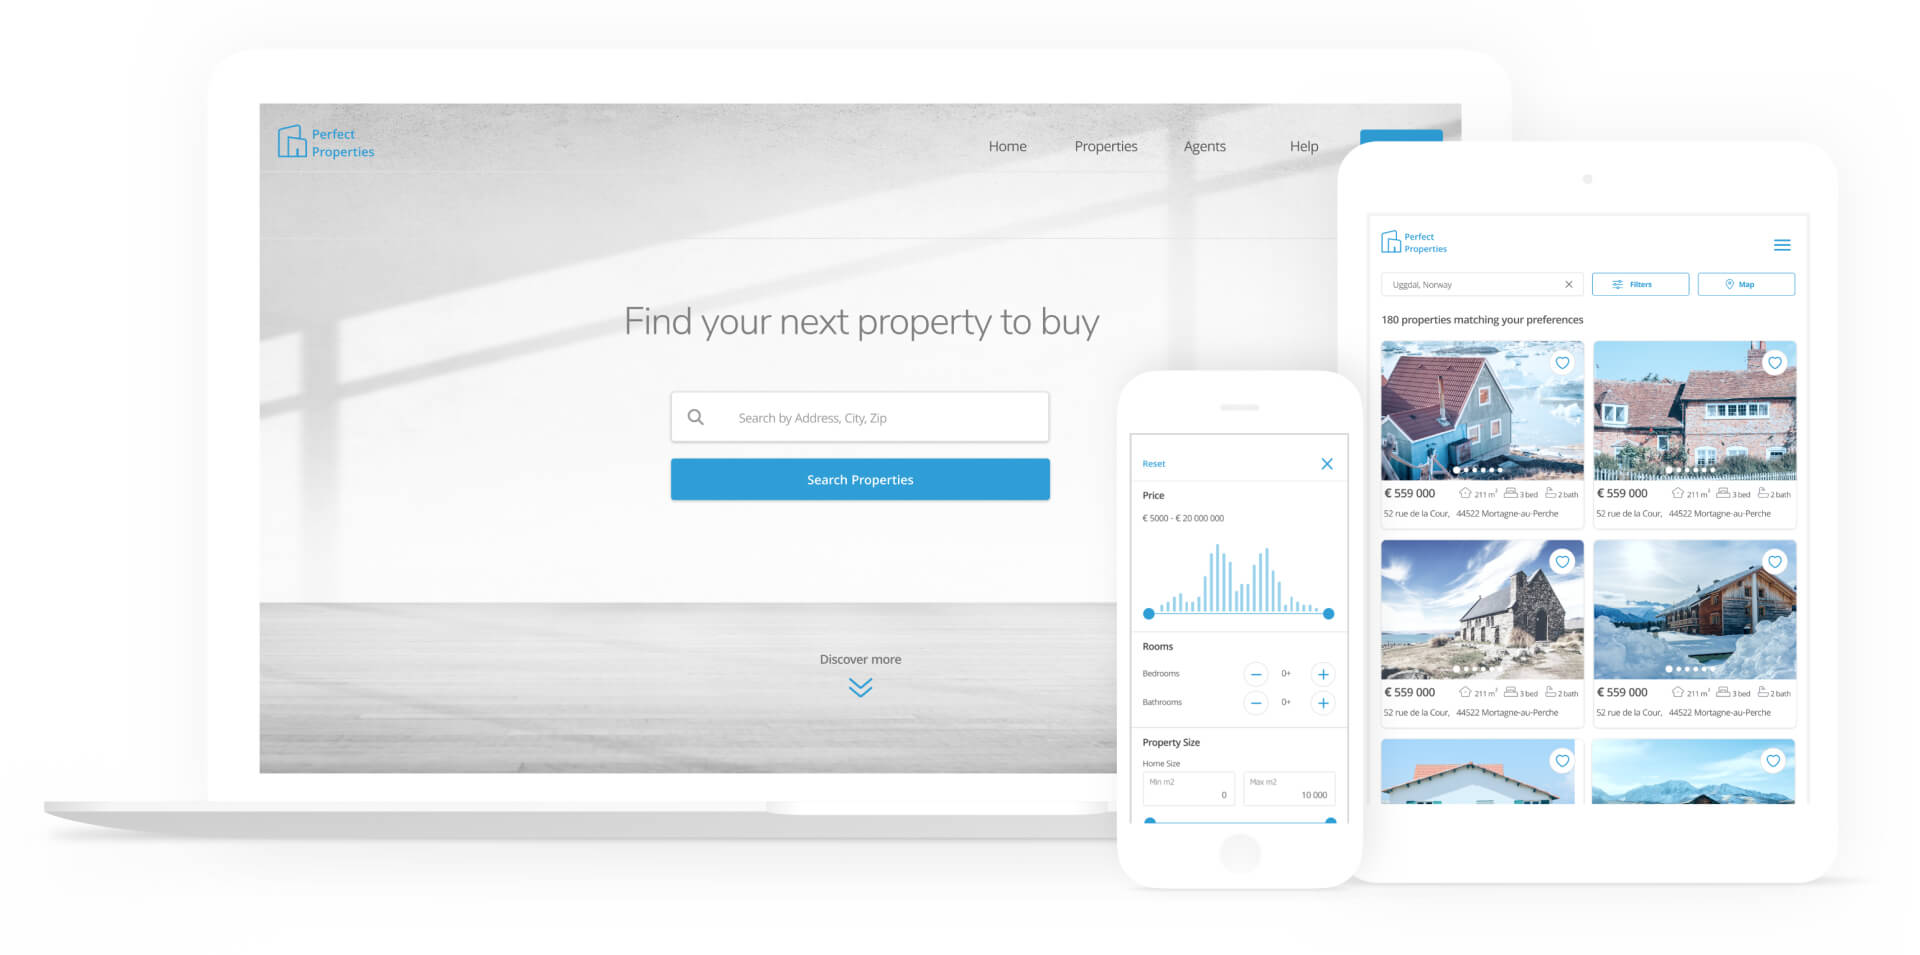 Perfect
Properties
Home Properties Agents Help
Find your next property to buy
Search by Address, City, Zip
Search Properties
Discover more
Reset
Price
€ 5000 - € 20 000 000
Rooms
Bedrooms 0+
Bathrooms 0+
Property Size
Home Size
Min m2 Max m2
0 10 000
Perfect
Properties
Uggdal, Norway Filters Map
180 properties matching your preferences
€ 559 000 211 m² 3 bed 2 bath
52 rue de la Cour, 44522 Mortagne-au-Perche
€ 559 000 211 m² 3 bed 2 bath
52 rue de la Cour, 44522 Mortagne-au-Perche
€ 559 000 211 m² 3 bed 2 bath
52 rue de la Cour, 44522 Mortagne-au-Perche
€ 559 000 211 m² 3 bed 2 bath
52 rue de la Cour, 44522 Mortagne-au-Perche